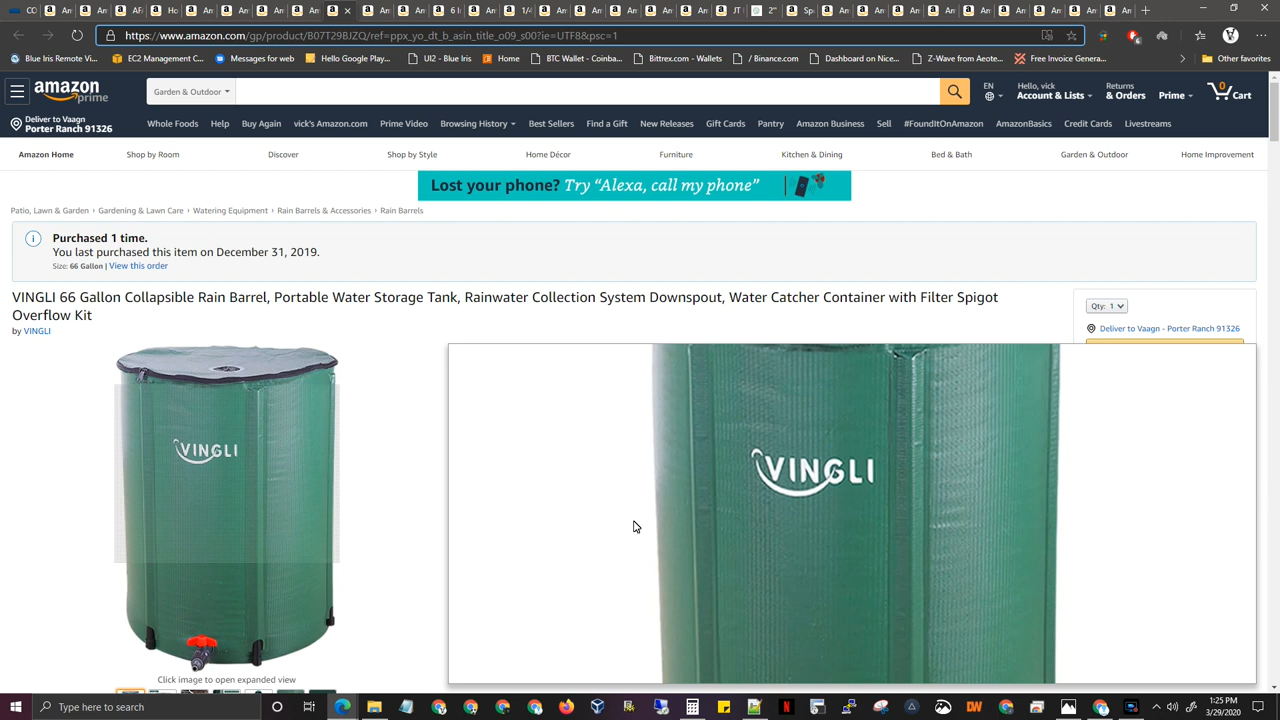 CD
1/4
JT
2"
Sp
https://www.amazon.com/gp/product/B07T29BJZQ/ref=ppx_yo_dt_b_asin_title_o09_s00?ie=UTF8&psc=1
Blue Iris Remote Vi... EC2 Management C... Messages for web Hello Google Play... UI2 - Blue Iris Home BTC Wallet - Coinba... Bittrex.com - Wallets / Binance.com Dashboard on Nice... Z-Wave from Aeote... Free Invoice Genera... Other favorites
amazon prime Garden & Outdoor EN Hello, vick Account & Lists Returns & Orders Prime 0 Cart
Deliver to Vaagn
Porter Ranch 91326
Whole Foods Help Buy Again vick's Amazon.com Prime Video Browsing History Best Sellers Find a Gift New Releases Gift Cards Pantry Amazon Business Sell #FoundItOnAmazon AmazonBasics Credit Cards Livestreams
Amazon Home Shop by Room Discover Shop by Style Home Décor Furniture Kitchen & Dining Bed & Bath Garden & Outdoor Home Improvement
Lost your phone? Try “Alexa, call my phone”
Patio, Lawn & Garden › Gardening & Lawn Care › Watering Equipment › Rain Barrels & Accessories › Rain Barrels
Purchased 1 time.
You last purchased this item on December 31, 2019.
Size: 66 Gallon | View this order
VINGLI 66 Gallon Collapsible Rain Barrel, Portable Water Storage Tank, Rainwater Collection System Downspout, Water Catcher Container with Filter Spigot
Overflow Kit
by VINGLI
Qty: 1
Deliver to Vaagn - Porter Ranch 91326
VINGLI
VINGLI
Click image to open expanded view
Type here to search
DW
1:25 PM
3/29/2020